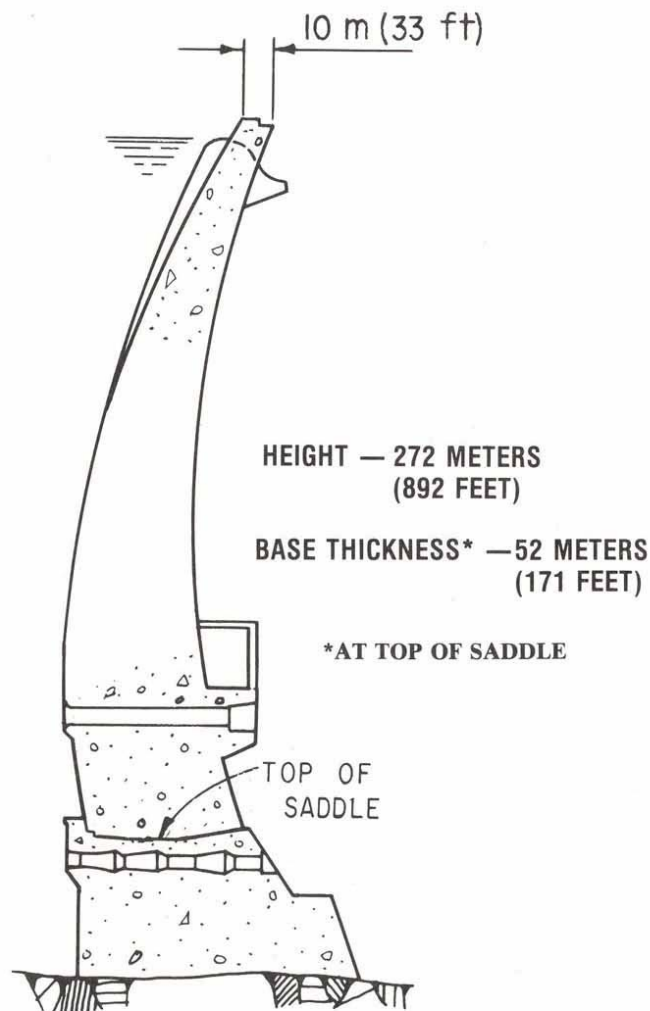 10 m (33 ft)
HEIGHT — 272 METERS
(892 FEET)
BASE THICKNESS* —52 METERS
(171 FEET)
*AT TOP OF SADDLE
TOP OF
SADDLE